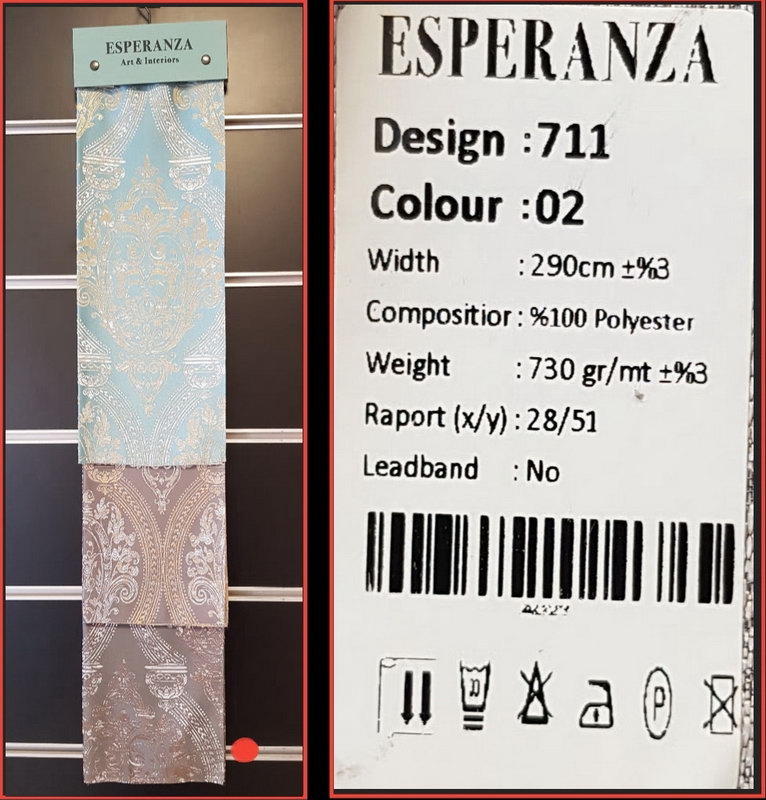 ESPERANZA
Art & Interiors
ESPERANZA
Design :711
Colour :02
Width :290cm ±%3
Compositior: %100 Polyester
Weight :730 gr/mt ±%3
Raport (x/y) :28/51
Leadband :No
P